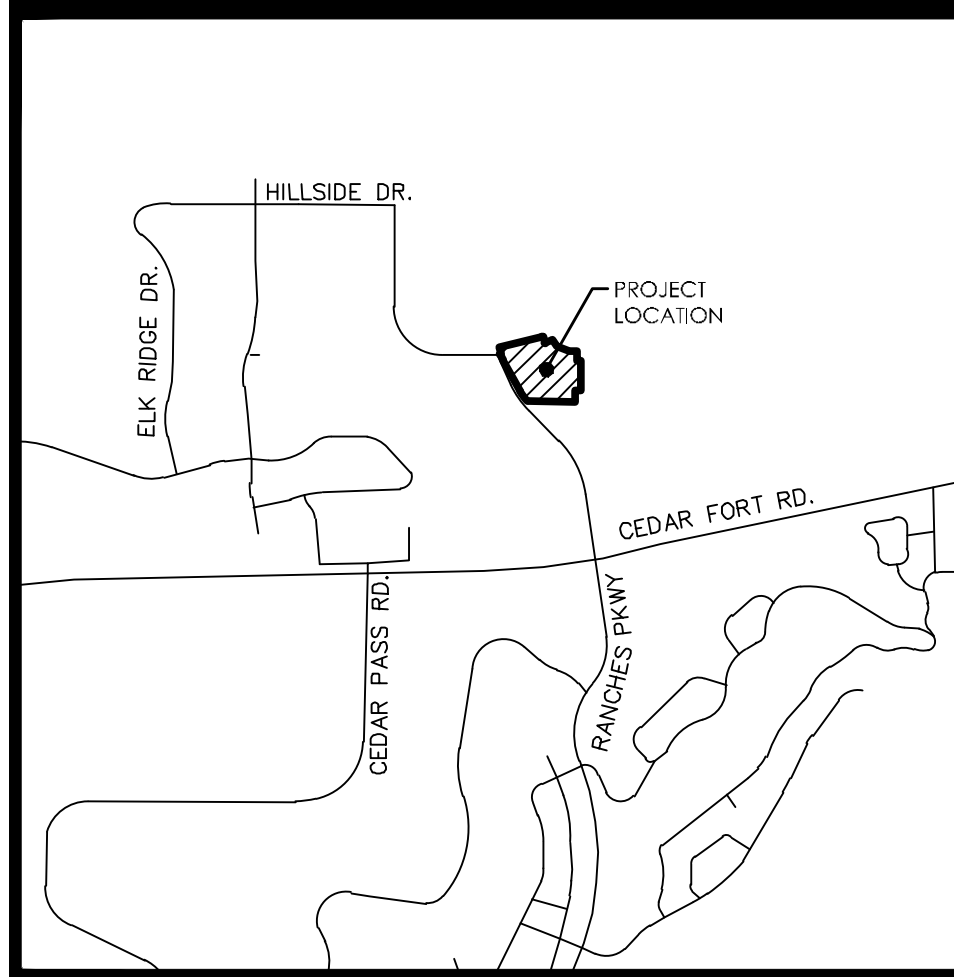 HILLSIDE DR.
ELK RIDGE DR.
PROJECT
LOCATION
CEDAR FORT RD.
CEDAR PASS RD.
RANCHES PKWY